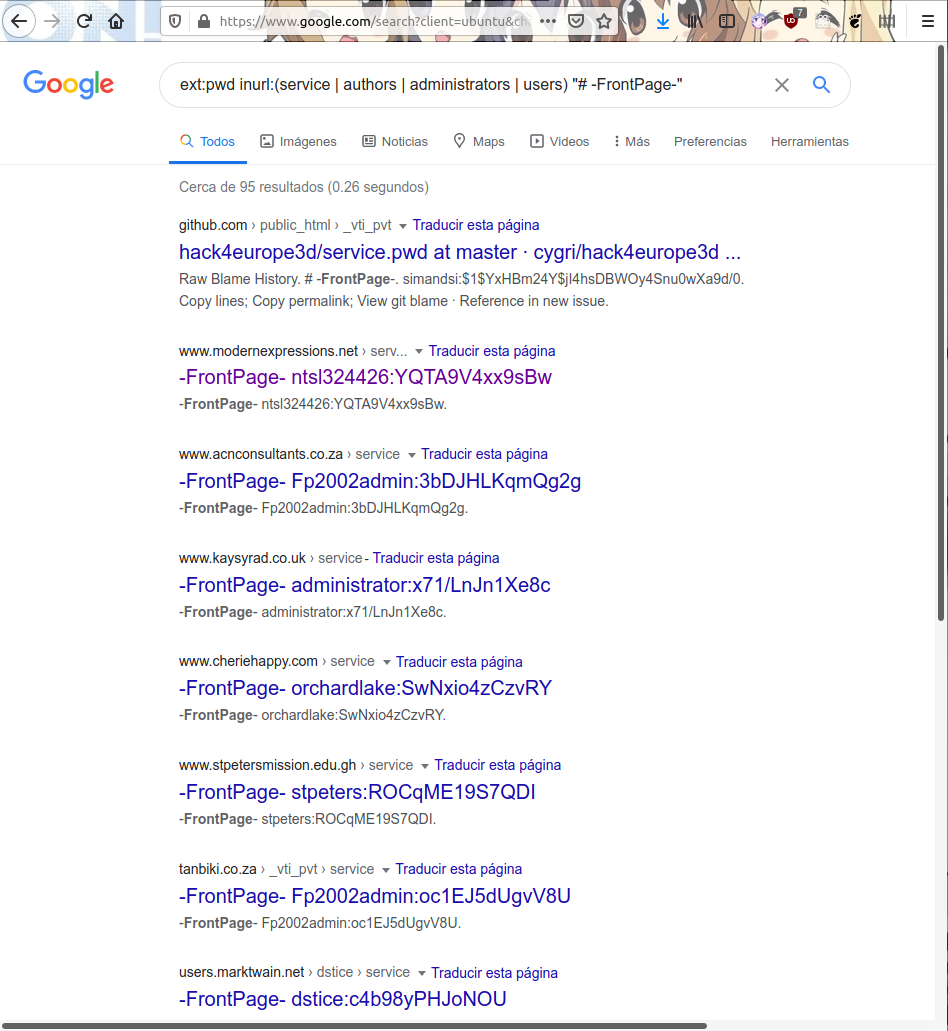 https://www.google.com/search?client=ubuntu&ch
7
Google
ext:pwd inurl:(service | authors | administrators | users) "# -FrontPage-"
Todos Imágenes Noticias Maps Videos Más Preferencias Herramientas
Cerca de 95 resultados (0.26 segundos)
github.com › public_html › _vti_pvt Traducir esta página
hack4europe3d/service.pwd at master · cygri/hack4europe3d ...
Raw Blame History. # -FrontPage-. simandsi:$1$YxHBm24Y$jI4hsDBWOy4Snu0wXa9d/0.
Copy lines; Copy permalink; View git blame · Reference in new issue.
www.modernexpressions.net › serv... Traducir esta página
-FrontPage- ntsl324426:YQTA9V4xx9sBw
-FrontPage- ntsl324426:YQTA9V4xx9sBw.
www.acnconsultants.co.za › service Traducir esta página
-FrontPage- Fp2002admin:3bDJHLKqmQg2g
-FrontPage- Fp2002admin:3bDJHLKqmQg2g.
www.kaysyrad.co.uk › service - Traducir esta página
-FrontPage- administrator:x71/LnJn1Xe8c
-FrontPage- administrator:x71/LnJn1Xe8c.
www.cheriehappy.com › service Traducir esta página
-FrontPage- orchardlake:SwNxio4zCzvRY
-FrontPage- orchardlake:SwNxio4zCzvRY.
www.stpetersmission.edu.gh › service Traducir esta página
-FrontPage- stpeters:ROCqME19S7QDI
-FrontPage- stpeters:ROCqME19S7QDI.
tanbiki.co.za › _vti_pvt › service Traducir esta página
-FrontPage- Fp2002admin:oc1EJ5dUgvV8U
-FrontPage- Fp2002admin:oc1EJ5dUgvV8U.
users.marktwain.net › dstice › service Traducir esta página
-FrontPage- dstice:c4b98yPHJoNOU